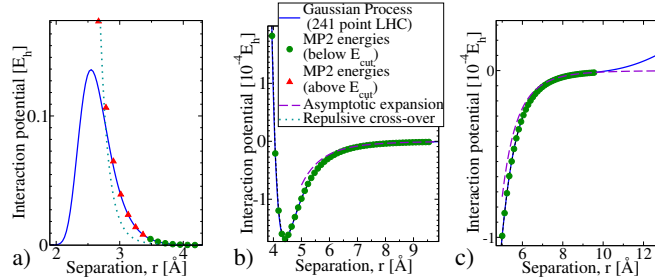 Interaction potential [E_h]
0.1
0
2
3
4
Separation, r [Å]
a)
Interaction potential [10^-4 E_h]
1
0
-1
4
5
6
7
8
9
Separation, r [Å]
b)
Gaussian Process
(241 point LHC)
MP2 energies
(below E_cut)
MP2 energies
(above E_cut)
Asymptotic expansion
Repulsive cross-over
Interaction potential [10^-4 E_h]
0
-1
6
8
10
12
Separation, r [Å]
c)